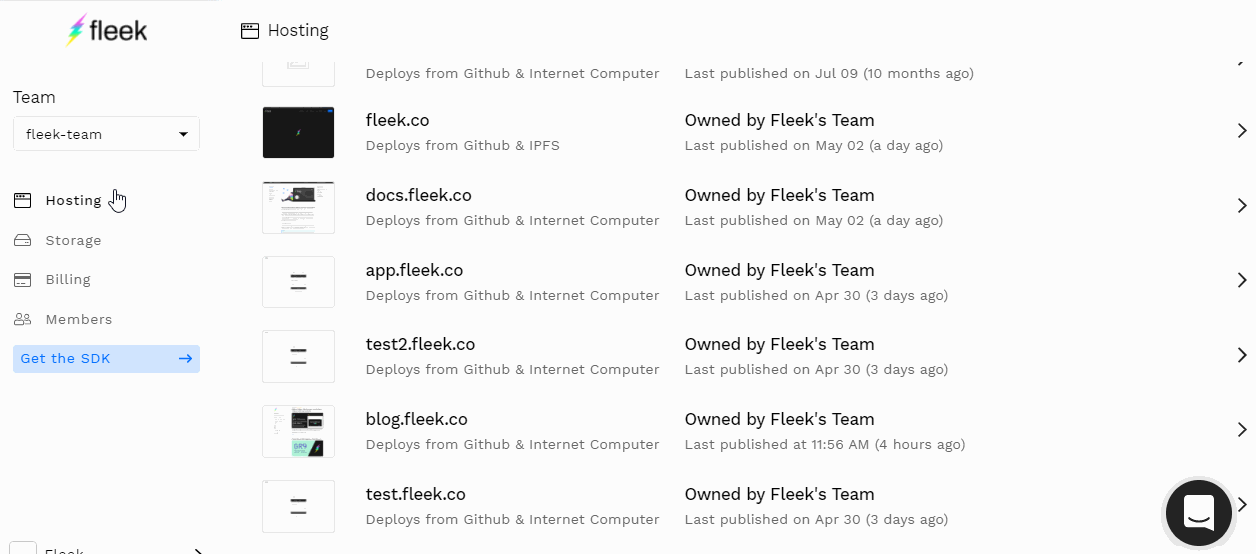 fleek
Hosting
Team
fleek-team
Hosting
Storage
Billing
Members
Get the SDK
Fleek
Deploys from Github & Internet Computer
Last published on Jul 09 (10 months ago)
fleek.co
Owned by Fleek's Team
Deploys from Github & IPFS
Last published on May 02 (a day ago)
docs.fleek.co
Owned by Fleek's Team
Deploys from Github & Internet Computer
Last published on May 02 (a day ago)
app.fleek.co
Owned by Fleek's Team
Deploys from Github & Internet Computer
Last published on Apr 30 (3 days ago)
test2.fleek.co
Owned by Fleek's Team
Deploys from Github & Internet Computer
Last published on Apr 30 (3 days ago)
blog.fleek.co
Owned by Fleek's Team
Deploys from Github & Internet Computer
Last published at 11:56 AM (4 hours ago)
test.fleek.co
Owned by Fleek's Team
Deploys from Github & Internet Computer
Last published on Apr 30 (3 days ago)